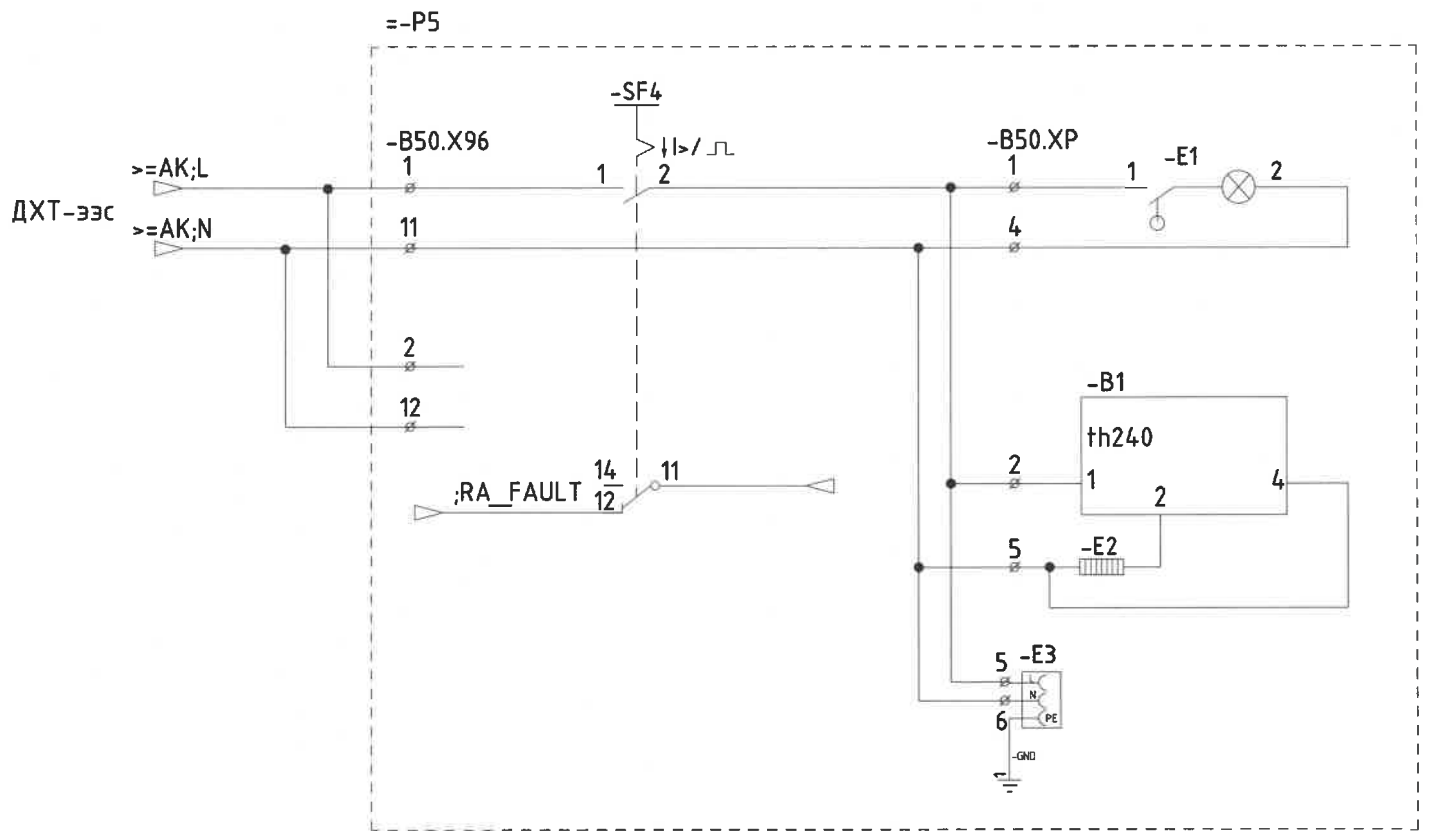 =-P5
-SF4
I>/
-B50.X96
-B50.XP
>=AK;L
1
1
2
1
1
-E1
2
ДХТ-ээс
>=AK;N
11
4
2
12
-B1
th240
14
11
2
1
4
;RA_FAULT
12
2
5
-E2
5
-E3
L
N
6
PE
-GND
1